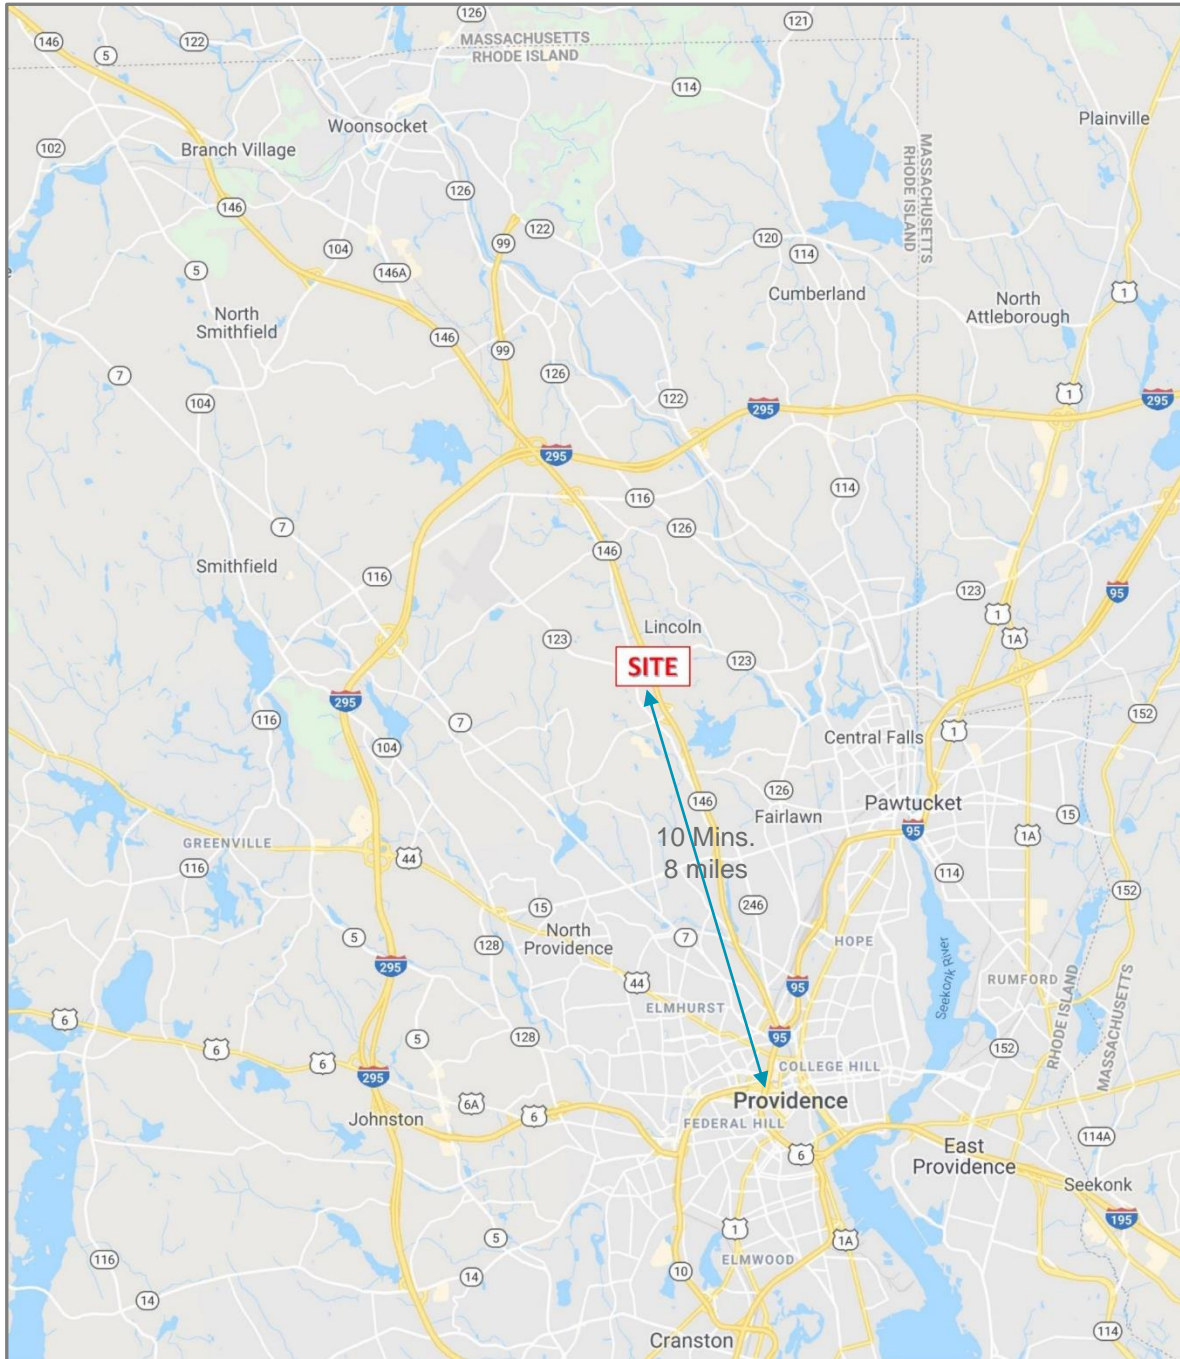 126
121
146
122
5
MASSACHUSETTS
RHODE ISLAND
114
Plainville
Woonsocket
102
Branch Village
MASSACHUSETTS
RHODE ISLAND
126
146
99
122
120
104
114
5
146A
Cumberland
1
North
Attleborough
North
Smithfield
146
99
7
126
1
104
122
295
295
295
116
114
7
126
146
Smithfield
116
123
95
1
Lincoln
1A
123
123
SITE
295
116
7
152
1
104
Central Falls
126
146
Fairlawn
Pawtucket
15
95
1A
10 Mins.
8 miles
GREENVILLE
44
116
114
152
15
246
5
North
Providence
128
7
HOPE
295
44
95
RUMFORD
Seekonk River
ELMHURST
6
6
6
5
128
95
152
RHODE ISLAND
MASSACHUSETTS
COLLEGE HILL
295
6A
6
Providence
Johnston
FEDERAL HILL
114A
East
Providence
6
Seekonk
195
1
5
1A
ELMWOOD
116
14
10
14
114
Cranston